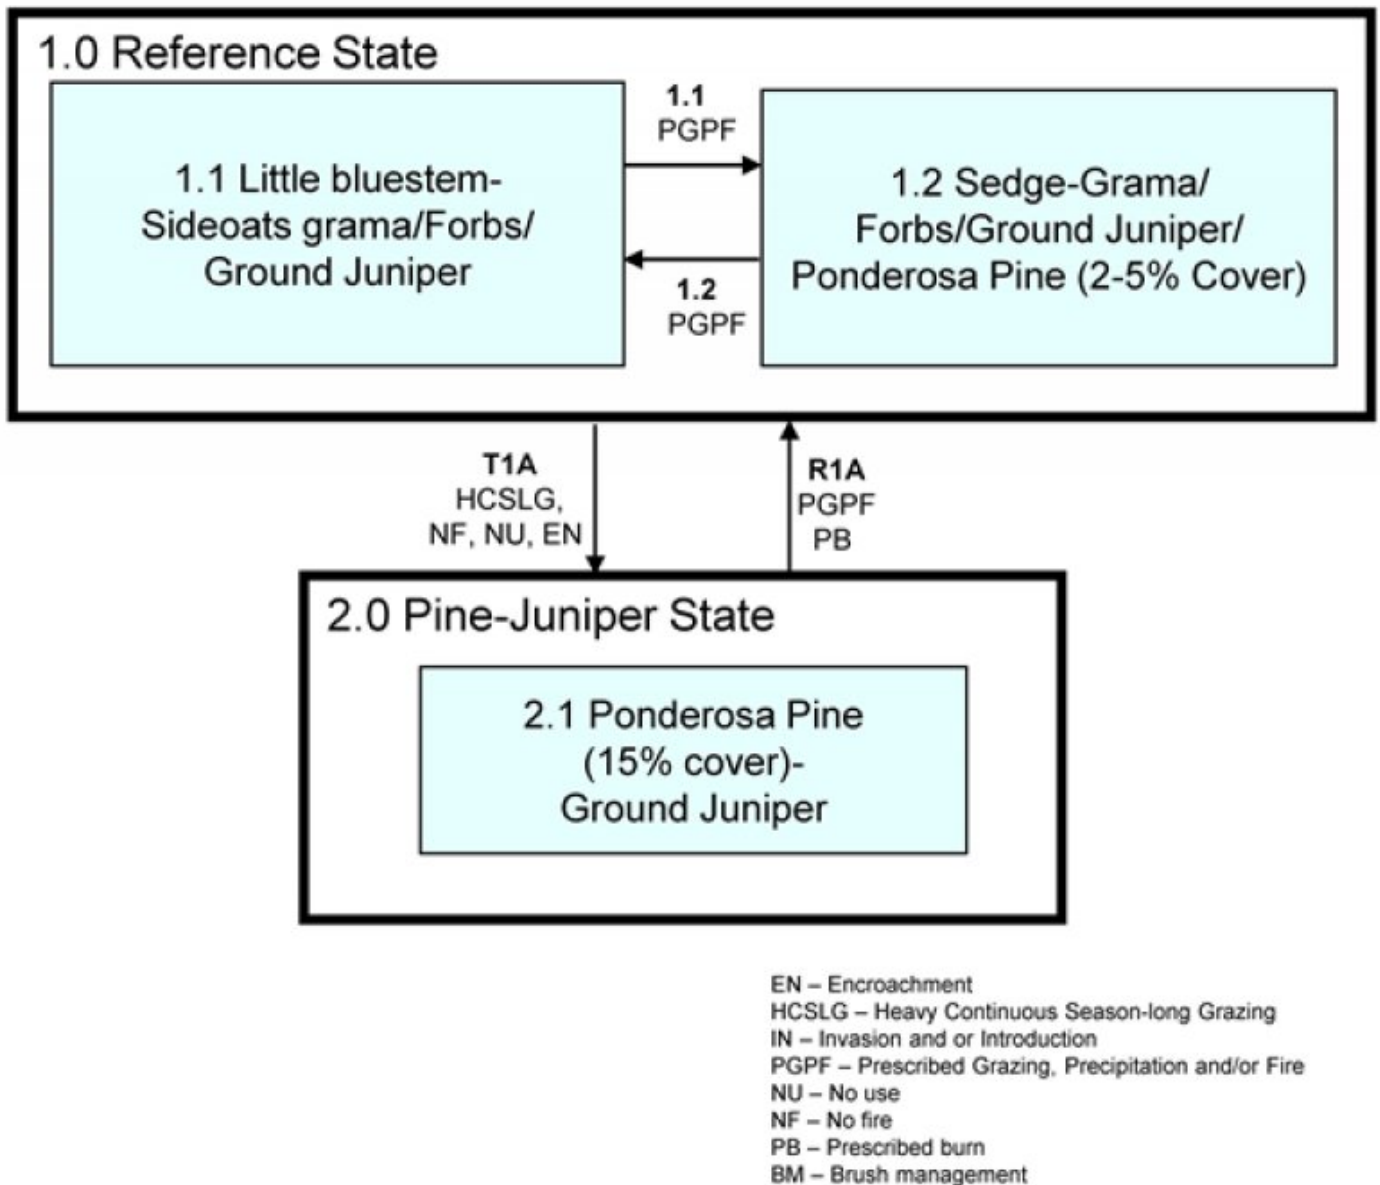 1.0 Reference State
1.1 Little bluestem-
Sideoats grama/Forbs/
Ground Juniper
1.1
PGPF
1.2
PGPF
1.2 Sedge-Grama/
Forbs/Ground Juniper/
Ponderosa Pine (2-5% Cover)
T1A
HCSLG,
NF, NU, EN
R1A
PGPF
PB
2.0 Pine-Juniper State
2.1 Ponderosa Pine
(15% cover)-
Ground Juniper
EN – Encroachment
HCSLG – Heavy Continuous Season-long Grazing
IN – Invasion and or Introduction
PGPF – Prescribed Grazing, Precipitation and/or Fire
NU – No use
NF – No fire
PB – Prescribed burn
BM – Brush management